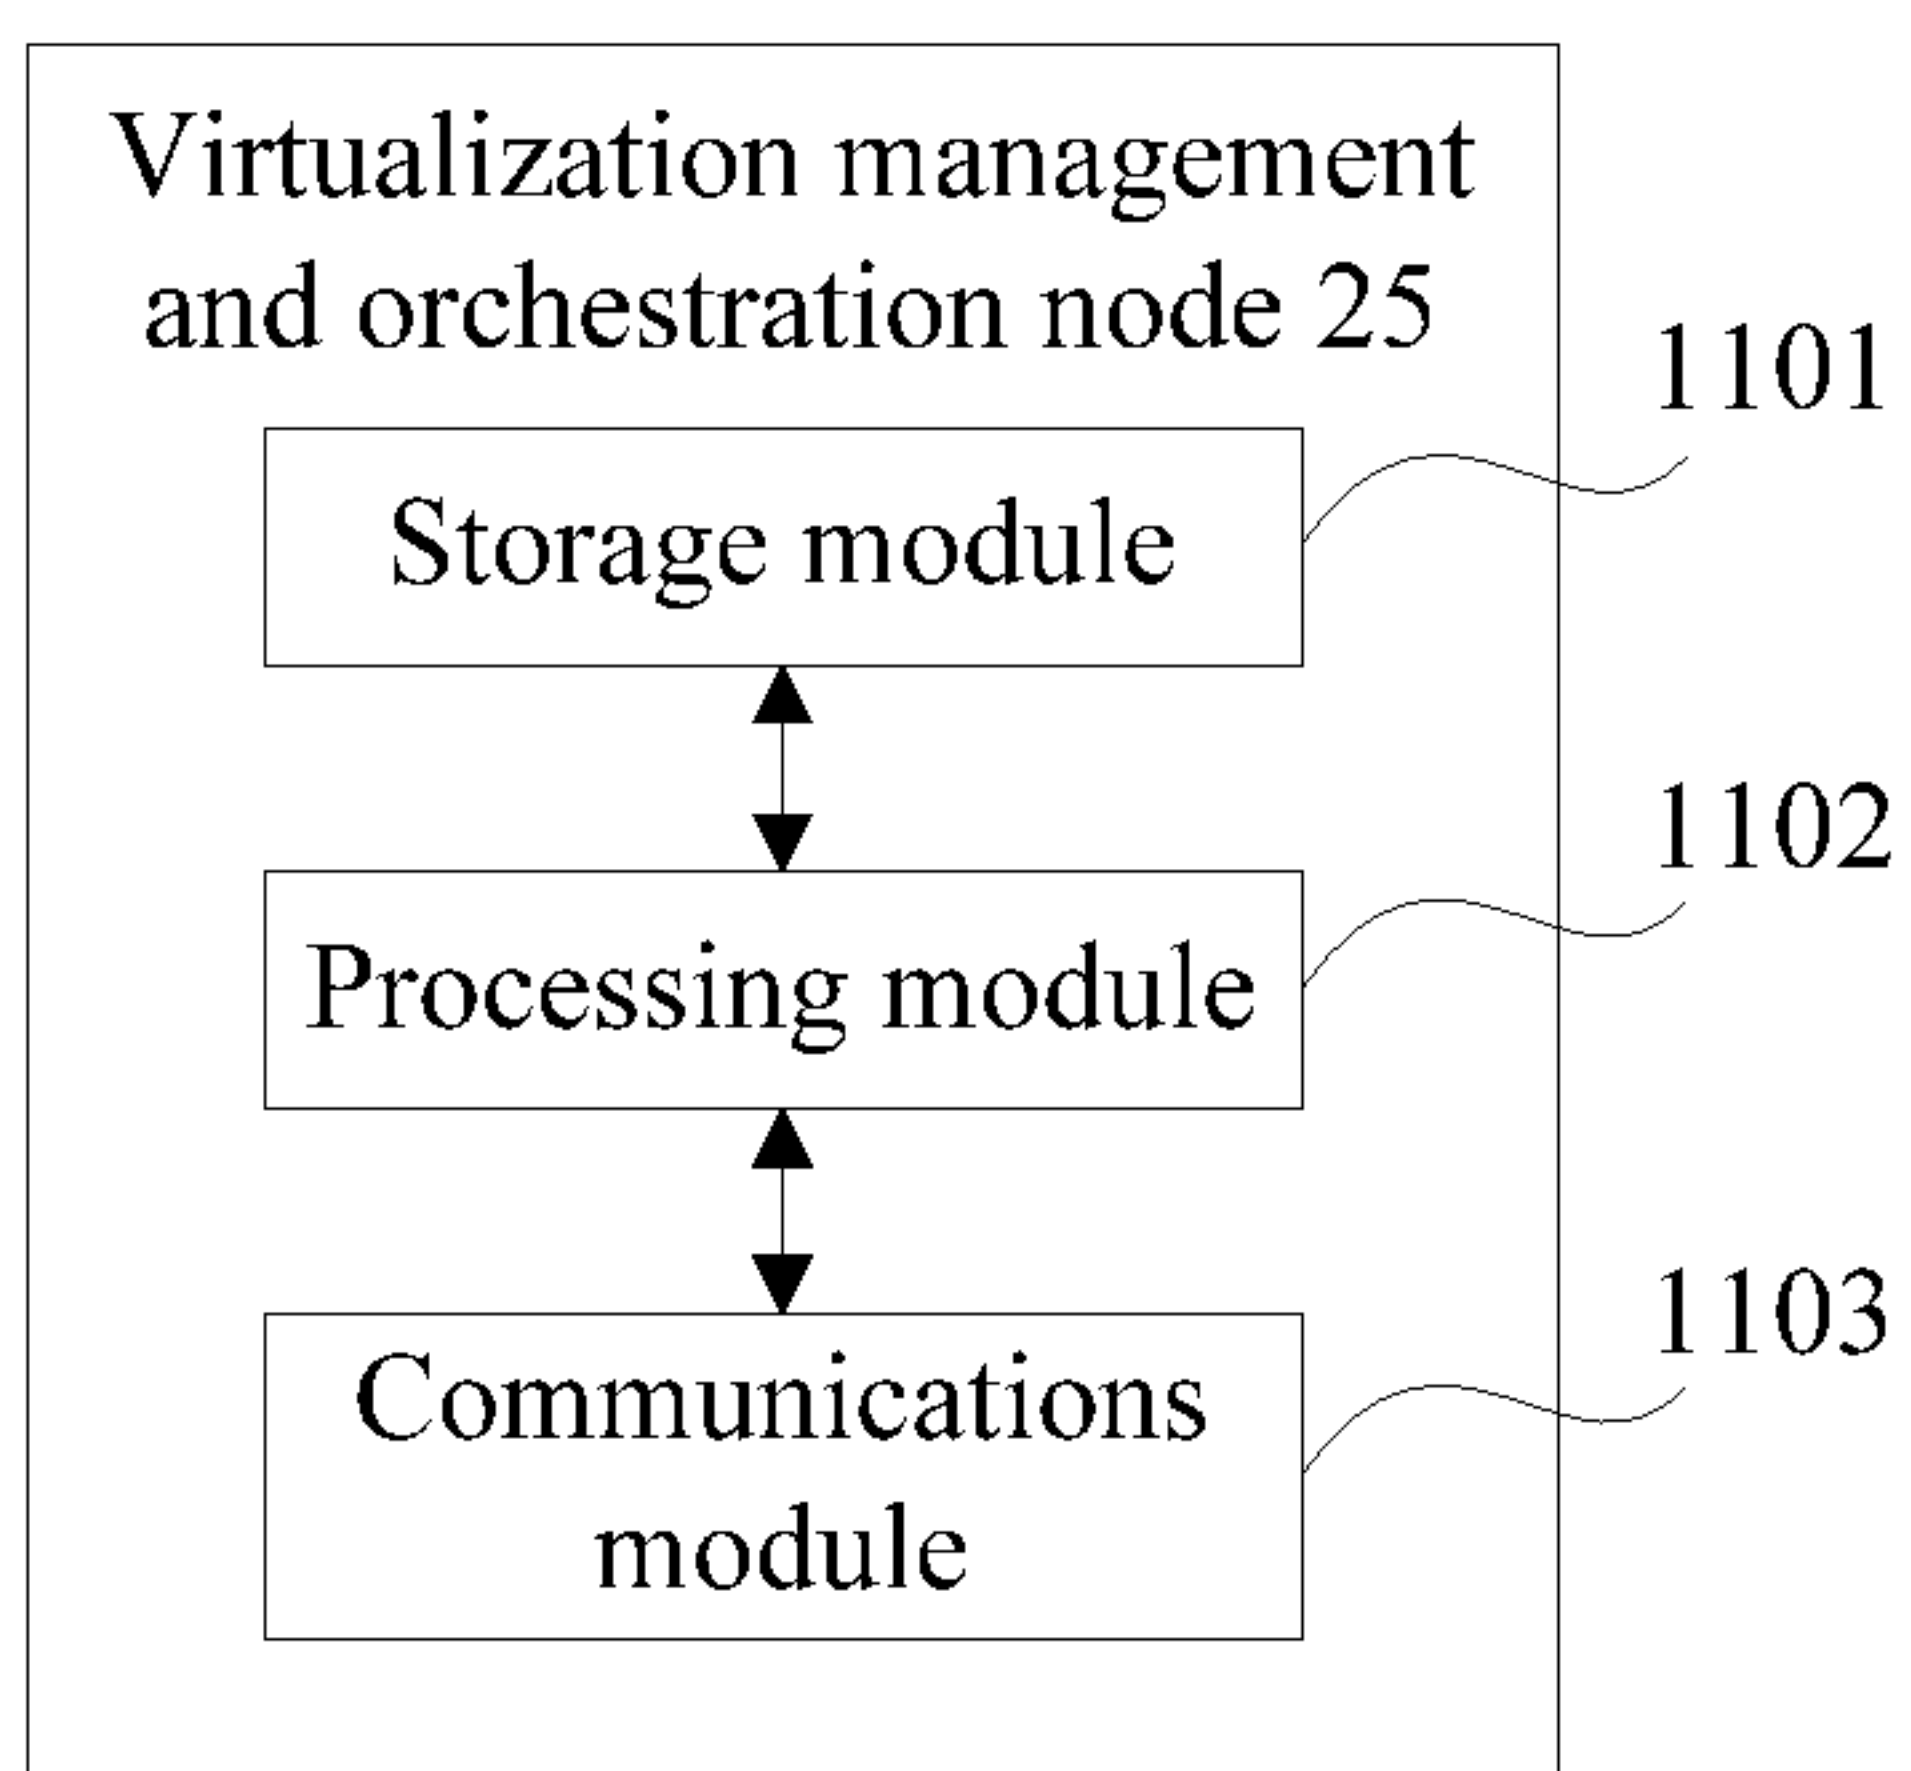 Virtualization management
and orchestration node 25
1101
Storage module
1102
Processing module
1103
Communications
module